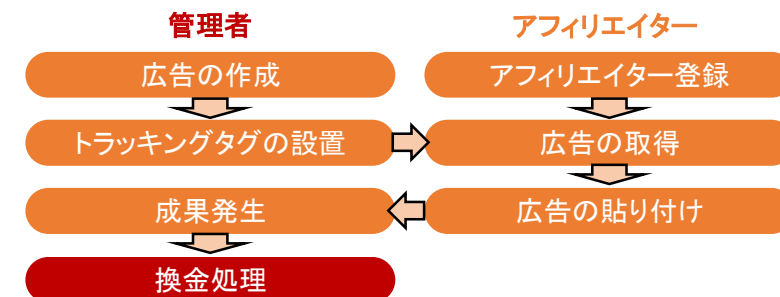 管理者
アフィリエイター
広告の作成
アフィリエイター登録
トラッキングタグの設置
広告の取得
成果発生
広告の貼り付け
換金処理